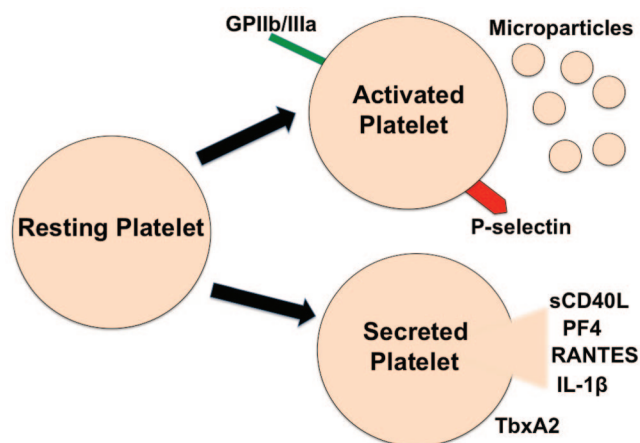 GPIIb/IIIa
Microparticles
Activated
Platelet
Resting Platelet
P-selectin
Secreted
Platelet
sCD40L
PF4
RANTES
IL-1β
TbxA2